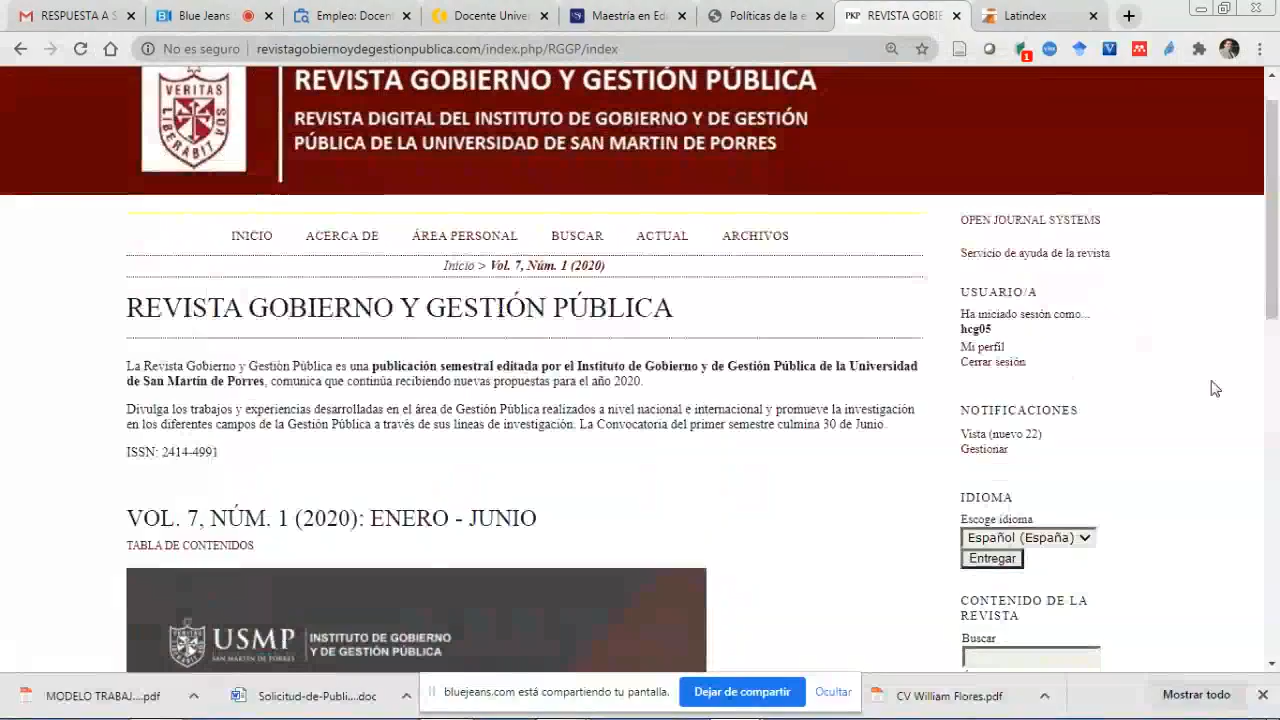 RESPUESTA A S
Blue Jeans
Empleo: Docent
Docente Univer
Maestría en Edu
Políticas de la e
PKP
REVISTA GOBIE
Latindex
No es seguro
revistagobiernoydegestionpublica.com/index.php/RGGP/index
1
VERITAS
LIBERABIT VOS
REVISTA GOBIERNO Y GESTIÓN PÚBLICA
REVISTA DIGITAL DEL INSTITUTO DE GOBIERNO Y DE GESTIÓN
PÚBLICA DE LA UNIVERSIDAD DE SAN MARTIN DE PORRES
INICIO ACERCA DE ÁREA PERSONAL BUSCAR ACTUAL ARCHIVOS
Inicio > Vol. 7, Núm. 1 (2020)
REVISTA GOBIERNO Y GESTIÓN PÚBLICA
La Revista Gobierno y Gestión Pública es una publicación semestral editada por el Instituto de Gobierno y de Gestión Pública de la Universidad
de San Martín de Porres, comunica que continúa recibiendo nuevas propuestas para el año 2020.
Divulga los trabajos y experiencias desarrolladas en el área de Gestión Pública realizados a nivel nacional e internacional y promueve la investigación
en los diferentes campos de la Gestión Pública a través de sus líneas de investigación. La Convocatoria del primer semestre culmina 30 de Junio.
ISSN: 2414-4991
VOL. 7, NÚM. 1 (2020): ENERO - JUNIO
TABLA DE CONTENIDOS
USMP
SAN MARTIN DE PORRES
INSTITUTO DE GOBIERNO
Y DE GESTIÓN PÚBLICA
OPEN JOURNAL SYSTEMS
Servicio de ayuda de la revista
USUARIO/A
Ha iniciado sesión como...
hcg05
Mi perfil
Cerrar sesión
NOTIFICACIONES
Vista (nuevo 22)
Gestionar
IDIOMA
Escoge idioma
Español (España)
Entregar
CONTENIDO DE LA
REVISTA
Buscar
MODELO TRABAJ....pdf
Solicitud-de-Publi....doc
bluejeans.com está compartiendo tu pantalla.
Dejar de compartir
Ocultar
CV William Flores.pdf
Mostrar todo